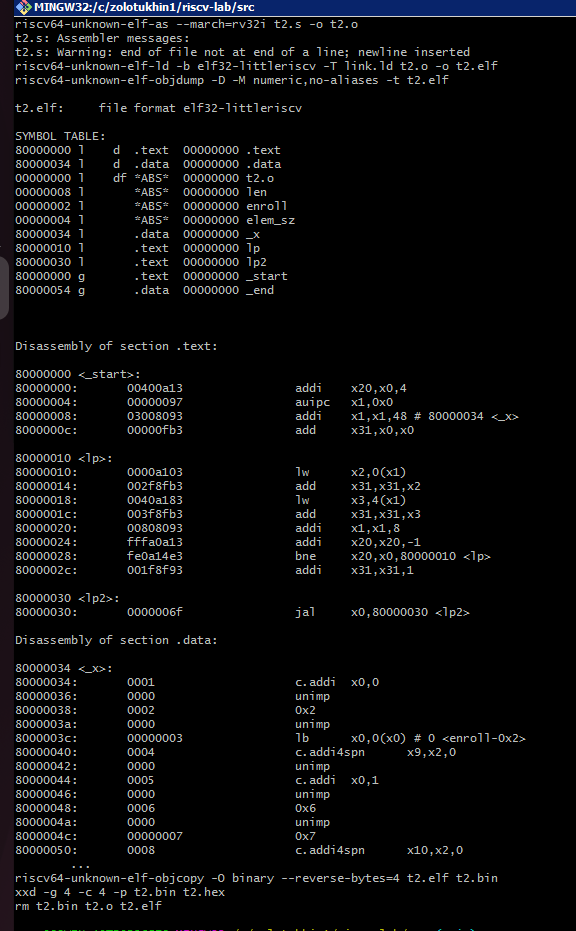 MINGW32:/c/zolotukhin1/riscv-lab/src
riscv64-unknown-elf-as --march=rv32i t2.s -o t2.o
t2.s: Assembler messages:
t2.s: Warning: end of file not at end of a line; newline inserted
riscv64-unknown-elf-ld -b elf32-littleriscv -T link.ld t2.o -o t2.elf
riscv64-unknown-elf-objdump -D -M numeric,no-aliases -t t2.elf
t2.elf:     file format elf32-littleriscv
SYMBOL TABLE:
80000000 l    d  .text  00000000 .text
80000034 l    d  .data  00000000 .data
00000000 l    df *ABS*  00000000 t2.o
00000008 l       *ABS*  00000000 len
00000002 l       *ABS*  00000000 enroll
00000004 l       *ABS*  00000000 elem_sz
80000034 l       .data  00000000 _x
80000010 l       .text  00000000 lp
80000030 l       .text  00000000 lp2
80000000 g       .text  00000000 _start
80000054 g       .data  00000000 _end
Disassembly of section .text:
80000000 <_start>:
80000000:       00400a13                addi    x20,x0,4
80000004:       00000097                auipc   x1,0x0
80000008:       03008093                addi    x1,x1,48 # 80000034 <_x>
8000000c:       00000fb3                add     x31,x0,x0
80000010 <lp>:
80000010:       0000a103                lw      x2,0(x1)
80000014:       002f8fb3                add     x31,x31,x2
80000018:       0040a183                lw      x3,4(x1)
8000001c:       003f8fb3                add     x31,x31,x3
80000020:       00808093                addi    x1,x1,8
80000024:       fffa0a13                addi    x20,x20,-1
80000028:       fe0a14e3                bne     x20,x0,80000010 <lp>
8000002c:       001f8f93                addi    x31,x31,1
80000030 <lp2>:
80000030:       0000006f                jal     x0,80000030 <lp2>
Disassembly of section .data:
80000034 <_x>:
80000034:       0001                    c.addi  x0,0
80000036:       0000                    unimp
80000038:       0002                    0x2
8000003a:       0000                    unimp
8000003c:       00000003                lb      x0,0(x0) # 0 <enroll-0x2>
80000040:       0004                    c.addi4spn      x9,x2,0
80000042:       0000                    unimp
80000044:       0005                    c.addi  x0,1
80000046:       0000                    unimp
80000048:       0006                    0x6
8000004a:       0000                    unimp
8000004c:       00000007                0x7
80000050:       0008                    c.addi4spn      x10,x2,0
...
riscv64-unknown-elf-objcopy -O binary --reverse-bytes=4 t2.elf t2.bin
xxd -g 4 -c 4 -p t2.bin t2.hex
rm t2.bin t2.o t2.elf